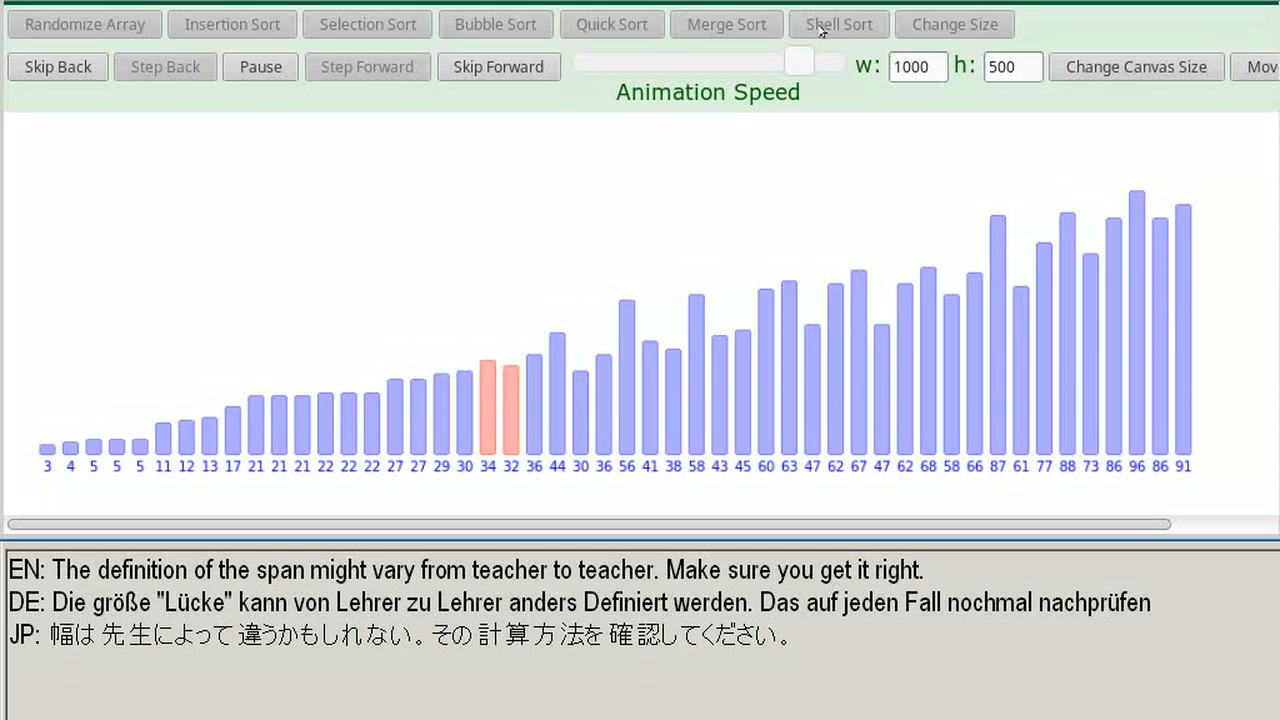 Randomize Array Insertion Sort Selection Sort Bubble Sort Quick Sort Merge Sort Shell Sort Change Size
Skip Back Step Back Pause Step Forward Skip Forward w: 1000 h: 500 Change Canvas Size Mov
Animation Speed
3 4 5 5 5 11 12 13 17 21 21 21 22 22 22 27 27 29 30 34 32 36 44 30 36 56 41 38 58 43 45 60 63 47 62 67 47 62 68 58 66 87 61 77 88 73 86 96 86 91
EN: The definition of the span might vary from teacher to teacher. Make sure you get it right.
DE: Die größe "Lücke" kann von Lehrer zu Lehrer anders Definiert werden. Das auf jeden Fall nochmal nachprüfen
JP: 幅は先生によって違うかもしれない。その計算方法を確認してください。